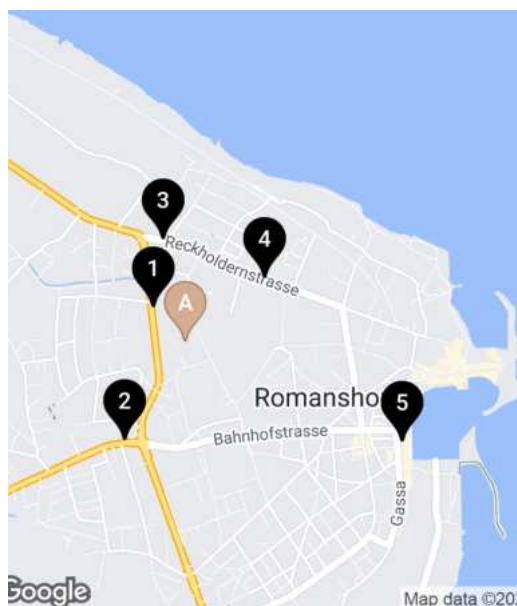 3
Reckholdernstrasse
4
1
A
2
Romansho
5
Bahnhofstrasse
Gassa
Google
Map data ©20